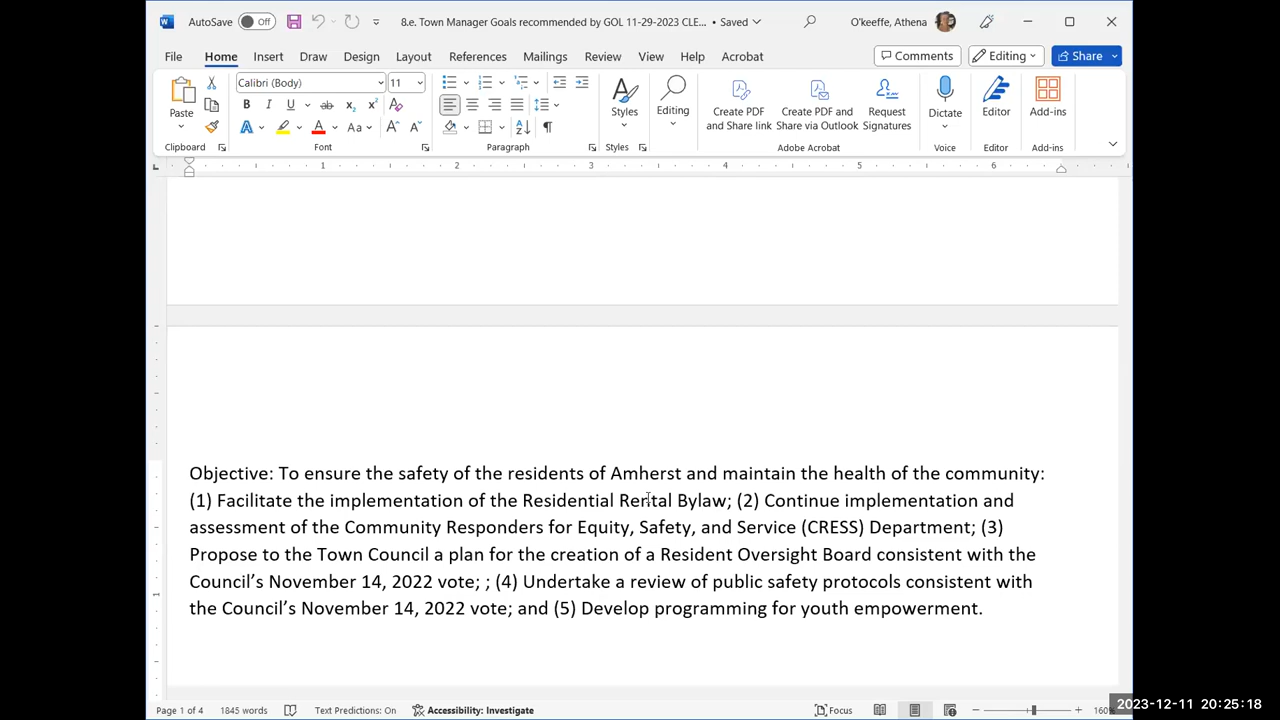 AutoSave Off 8.e. Town Manager Goals recommended by GOL 11-29-2023 CLE... • Saved O'keeffe, Athena
File Home Insert Draw Design Layout References Mailings Review View Help Acrobat Comments Editing Share
Calibri (Body) 11
Paste Styles Editing Create PDF and Share link Create PDF and Share via Outlook Request Signatures Dictate Editor Add-ins
Clipboard Font Paragraph Styles Adobe Acrobat Voice Editor Add-ins
1 2 3 4 5 6
Objective: To ensure the safety of the residents of Amherst and maintain the health of the community:
(1) Facilitate the implementation of the Residential Rental Bylaw; (2) Continue implementation and
assessment of the Community Responders for Equity, Safety, and Service (CRESS) Department; (3)
Propose to the Town Council a plan for the creation of a Resident Oversight Board consistent with the
Council's November 14, 2022 vote; ; (4) Undertake a review of public safety protocols consistent with
the Council's November 14, 2022 vote; and (5) Develop programming for youth empowerment.
Page 1 of 4 1845 words Text Predictions: On Accessibility: Investigate Focus 160%
2023-12-11 20:25:18